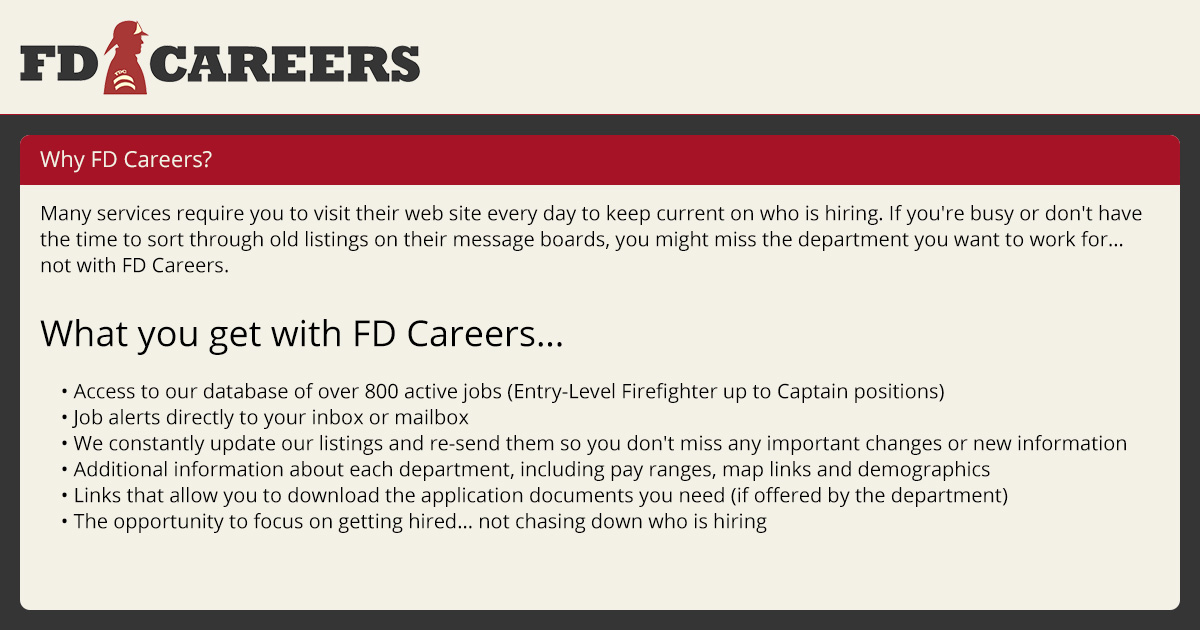 FD CAREERS
Why FD Careers?
Many services require you to visit their web site every day to keep current on who is hiring. If you're busy or don't have
the time to sort through old listings on their message boards, you might miss the department you want to work for...
not with FD Careers.
What you get with FD Careers...
• Access to our database of over 800 active jobs (Entry-Level Firefighter up to Captain positions)
• Job alerts directly to your inbox or mailbox
• We constantly update our listings and re-send them so you don't miss any important changes or new information
• Additional information about each department, including pay ranges, map links and demographics
• Links that allow you to download the application documents you need (if offered by the department)
• The opportunity to focus on getting hired... not chasing down who is hiring